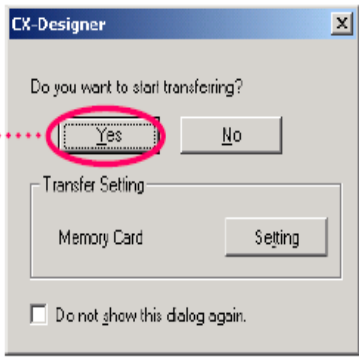 CX-Designer
Do you want to start transferring?
Yes No
Transfer Setting
Memory Card Setting
Do not show this dialog again.